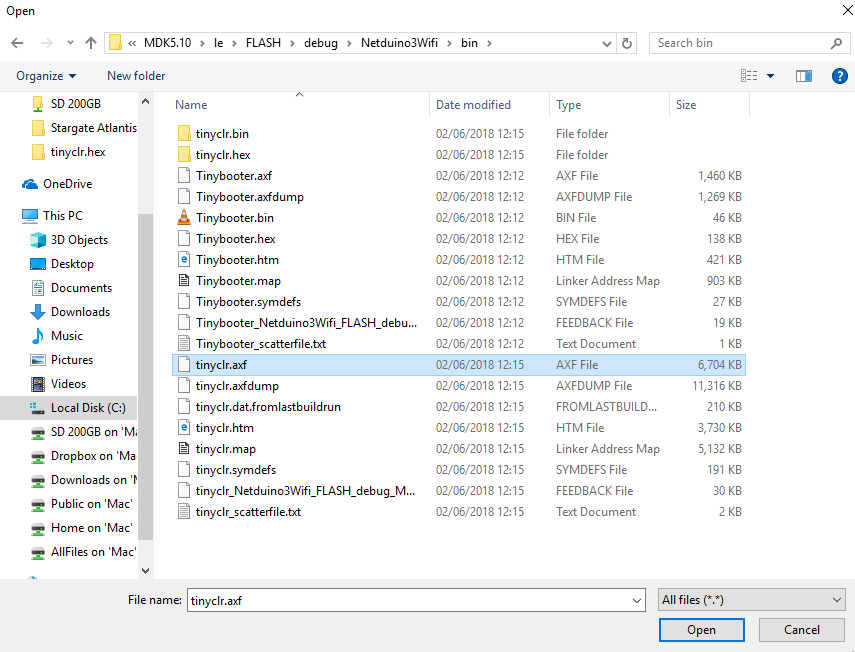 Open
« MDK5.10 > le > FLASH > debug > Netduino3Wifi > bin >
Search bin
Organize
New folder
SD 200GB
Stargate Atlantis
tinyclr.hex
OneDrive
This PC
3D Objects
Desktop
Documents
Downloads
Music
Pictures
Videos
Local Disk (C:)
SD 200GB on 'Ma
Dropbox on 'Ma
Downloads on 'M
Public on 'Mac'
Home on 'Mac'
AllFiles on 'Mac'
Name Date modified Type Size
tinyclr.bin 02/06/2018 12:15 File folder
tinyclr.hex 02/06/2018 12:15 File folder
Tinybooter.axf 02/06/2018 12:12 AXF File 1,460 KB
Tinybooter.axfdump 02/06/2018 12:12 AXFDUMP File 1,269 KB
Tinybooter.bin 02/06/2018 12:12 BIN File 46 KB
Tinybooter.hex 02/06/2018 12:12 HEX File 138 KB
Tinybooter.htm 02/06/2018 12:12 HTM File 421 KB
Tinybooter.map 02/06/2018 12:12 Linker Address Map 903 KB
Tinybooter.symdefs 02/06/2018 12:12 SYMDEFS File 27 KB
Tinybooter_Netduino3Wifi_FLASH_debu... 02/06/2018 12:12 FEEDBACK File 19 KB
Tinybooter_scatterfile.txt 02/06/2018 12:12 Text Document 1 KB
tinyclr.axf 02/06/2018 12:15 AXF File 6,704 KB
tinyclr.axfdump 02/06/2018 12:15 AXFDUMP File 11,316 KB
tinyclr.dat.fromlastbuildrun 02/06/2018 12:15 FROMLASTBUILD... 210 KB
tinyclr.htm 02/06/2018 12:15 HTM File 3,730 KB
tinyclr.map 02/06/2018 12:15 Linker Address Map 5,132 KB
tinyclr.symdefs 02/06/2018 12:15 SYMDEFS File 191 KB
tinyclr_Netduino3Wifi_FLASH_debug_M... 02/06/2018 12:15 FEEDBACK File 30 KB
tinyclr_scatterfile.txt 02/06/2018 12:15 Text Document 2 KB
File name: tinyclr.axf
All files (*.*)
Open
Cancel